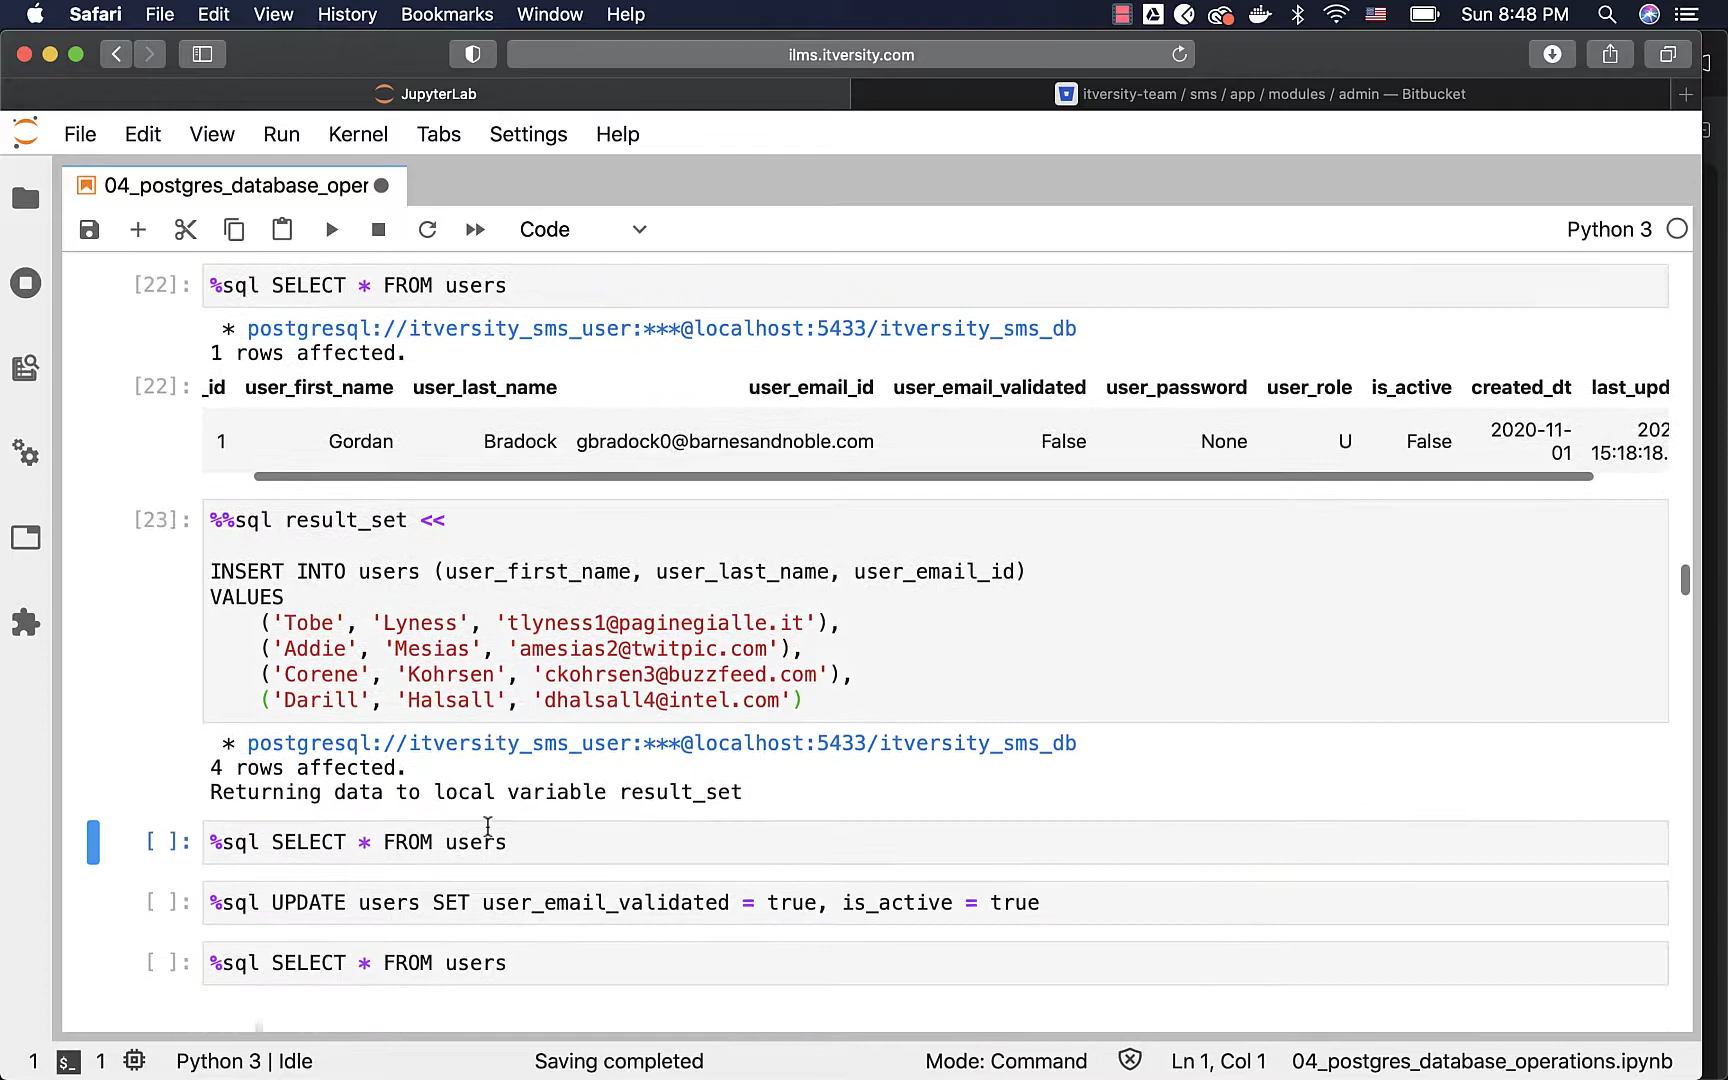 Safari File Edit View History Bookmarks Window Help Sun 8:48 PM
ilms.itversity.com
JupyterLab itversity-team / sms / app / modules / admin — Bitbucket
File Edit View Run Kernel Tabs Settings Help
04_postgres_database_oper
Code Python 3
[22]: %sql SELECT * FROM users
* postgresql://itversity_sms_user:***@localhost:5433/itversity_sms_db
1 rows affected.
[22]: _id user_first_name user_last_name user_email_id user_email_validated user_password user_role is_active created_dt last_upd
1 Gordan Bradock gbradock0@barnesandnoble.com False None U False 2020-11-01 202 15:18:18.
[23]: %%sql result_set <<
INSERT INTO users (user_first_name, user_last_name, user_email_id)
VALUES
('Tobe', 'Lyness', 'tlyness1@paginegialle.it'),
('Addie', 'Mesias', 'amesias2@twitpic.com'),
('Corene', 'Kohrsen', 'ckohrsen3@buzzfeed.com'),
('Darill', 'Halsall', 'dhalsall4@intel.com')
* postgresql://itversity_sms_user:***@localhost:5433/itversity_sms_db
4 rows affected.
Returning data to local variable result_set
[ ]: %sql SELECT * FROM users
[ ]: %sql UPDATE users SET user_email_validated = true, is_active = true
[ ]: %sql SELECT * FROM users
1 $_ 1 Python 3 | Idle Saving completed Mode: Command Ln 1, Col 1 04_postgres_database_operations.ipynb